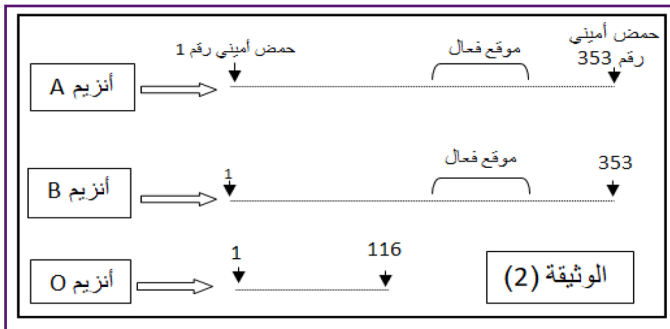 حمض أميني رقم 1
موقع فعال
حمض أميني
رقم 353
أنزيم A
موقع فعال
1
353
أنزيم B
1
116
أنزيم O
الوثيقة (2)